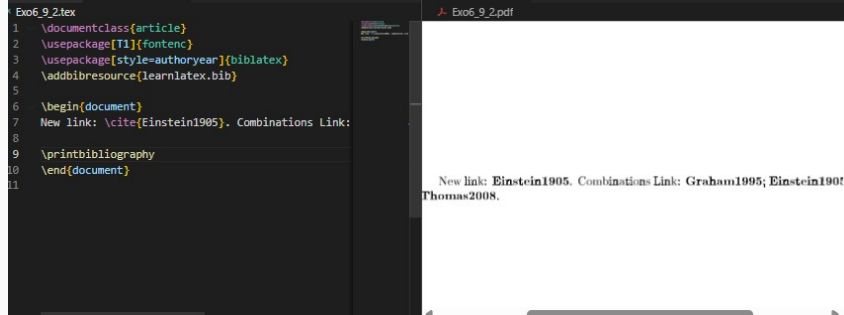 Exo6_9_2.tex
1 \documentclass{article}
2 \usepackage[T1]{fontenc}
3 \usepackage[style=authoryear]{biblatex}
4 \addbibresource{learnlatex.bib}
5
6 \begin{document}
7 New link: \cite{Einstein1905}. Combinations Link:
8
9 \printbibliography
10 \end{document}
11
Exo6_9_2.pdf
New link: Einstein1905. Combinations Link: Graham1995; Einstein190
Thomas2008.